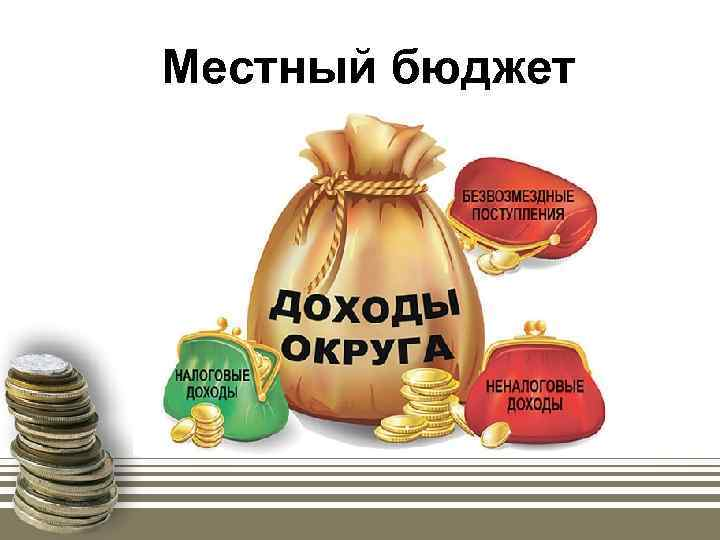 Местный бюджет
БЕЗВОЗМЕЗДНЫЕ
ПОСТУПЛЕНИЯ
ДОХОДЫ
ОКРУГА
НАЛОГОВЫЕ
ДОХОДЫ
НЕНАЛОГОВЫЕ
ДОХОДЫ